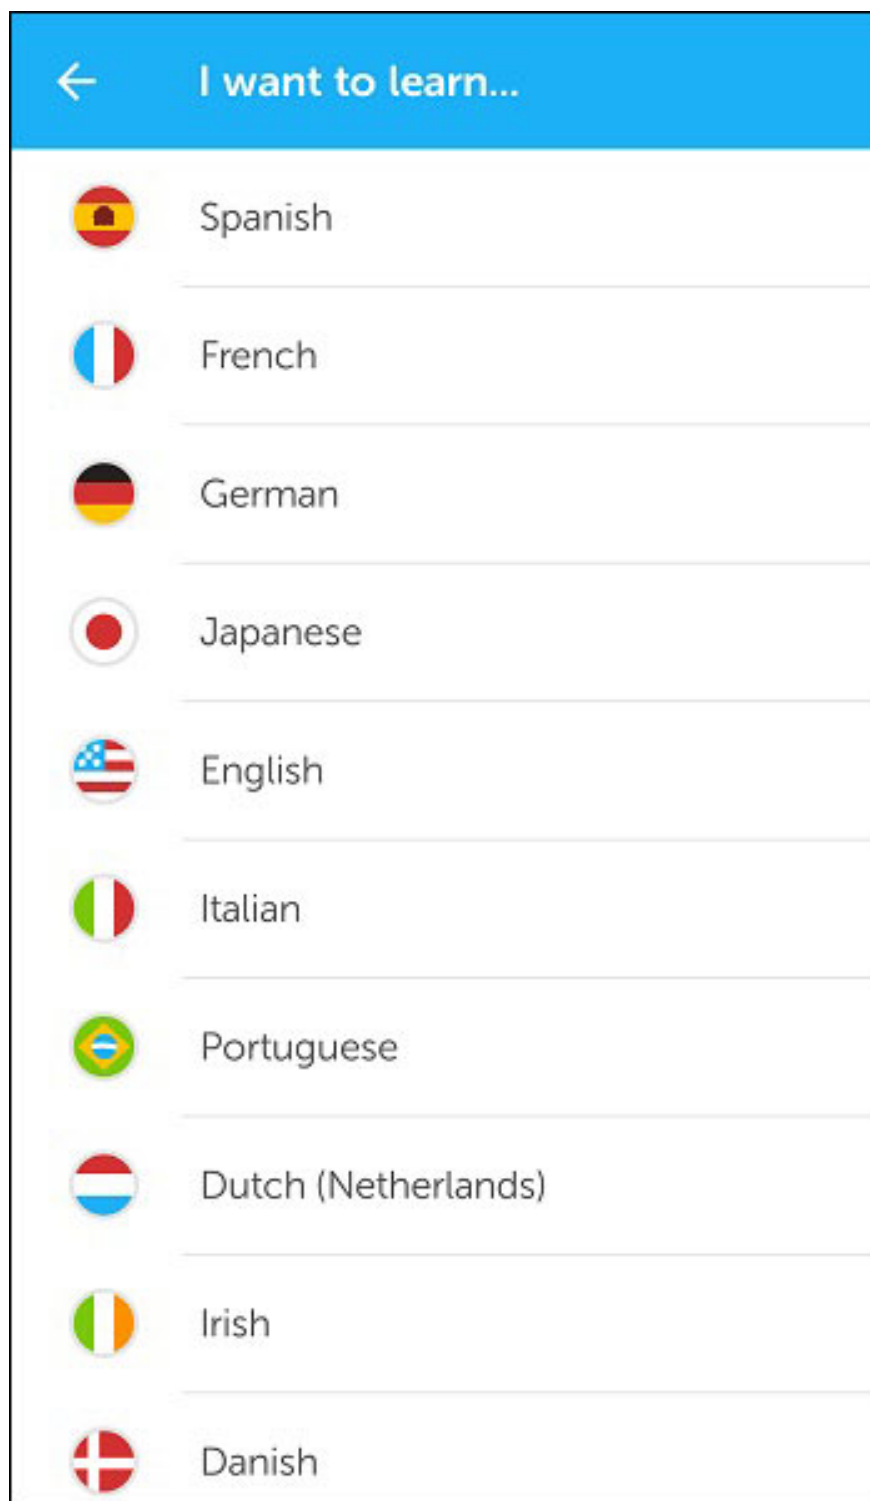 I want to learn...
Spanish
French
German
Japanese
English
Italian
Portuguese
Dutch (Netherlands)
Irish
Danish